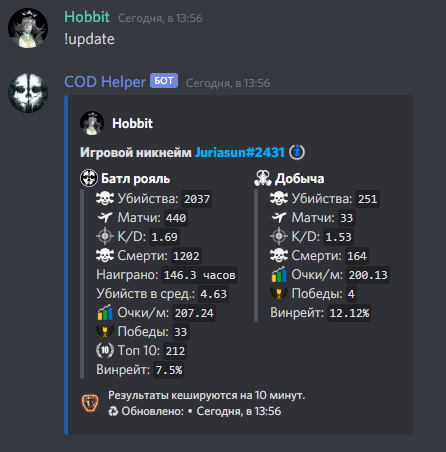 Hobbit Сегодня, в 13:56
!update
COD Helper БОТ Сегодня, в 13:56
Hobbit
Игровой никнейм Juriasun#2431
Батл рояль
Убийства: 2037
Матчи: 440
K/D: 1.69
Смерти: 1202
Наиграно: 146.3 часов
Убийств в сред.: 4.63
Очки/м: 207.24
Победы: 33
Топ 10: 212
Винрейт: 7.5%
Добыча
Убийства: 251
Матчи: 33
K/D: 1.53
Смерти: 164
Очки/м: 200.13
Победы: 4
Винрейт: 12.12%
Результаты кешируются на 10 минут.
♻ Обновлено: • Сегодня, в 13:56